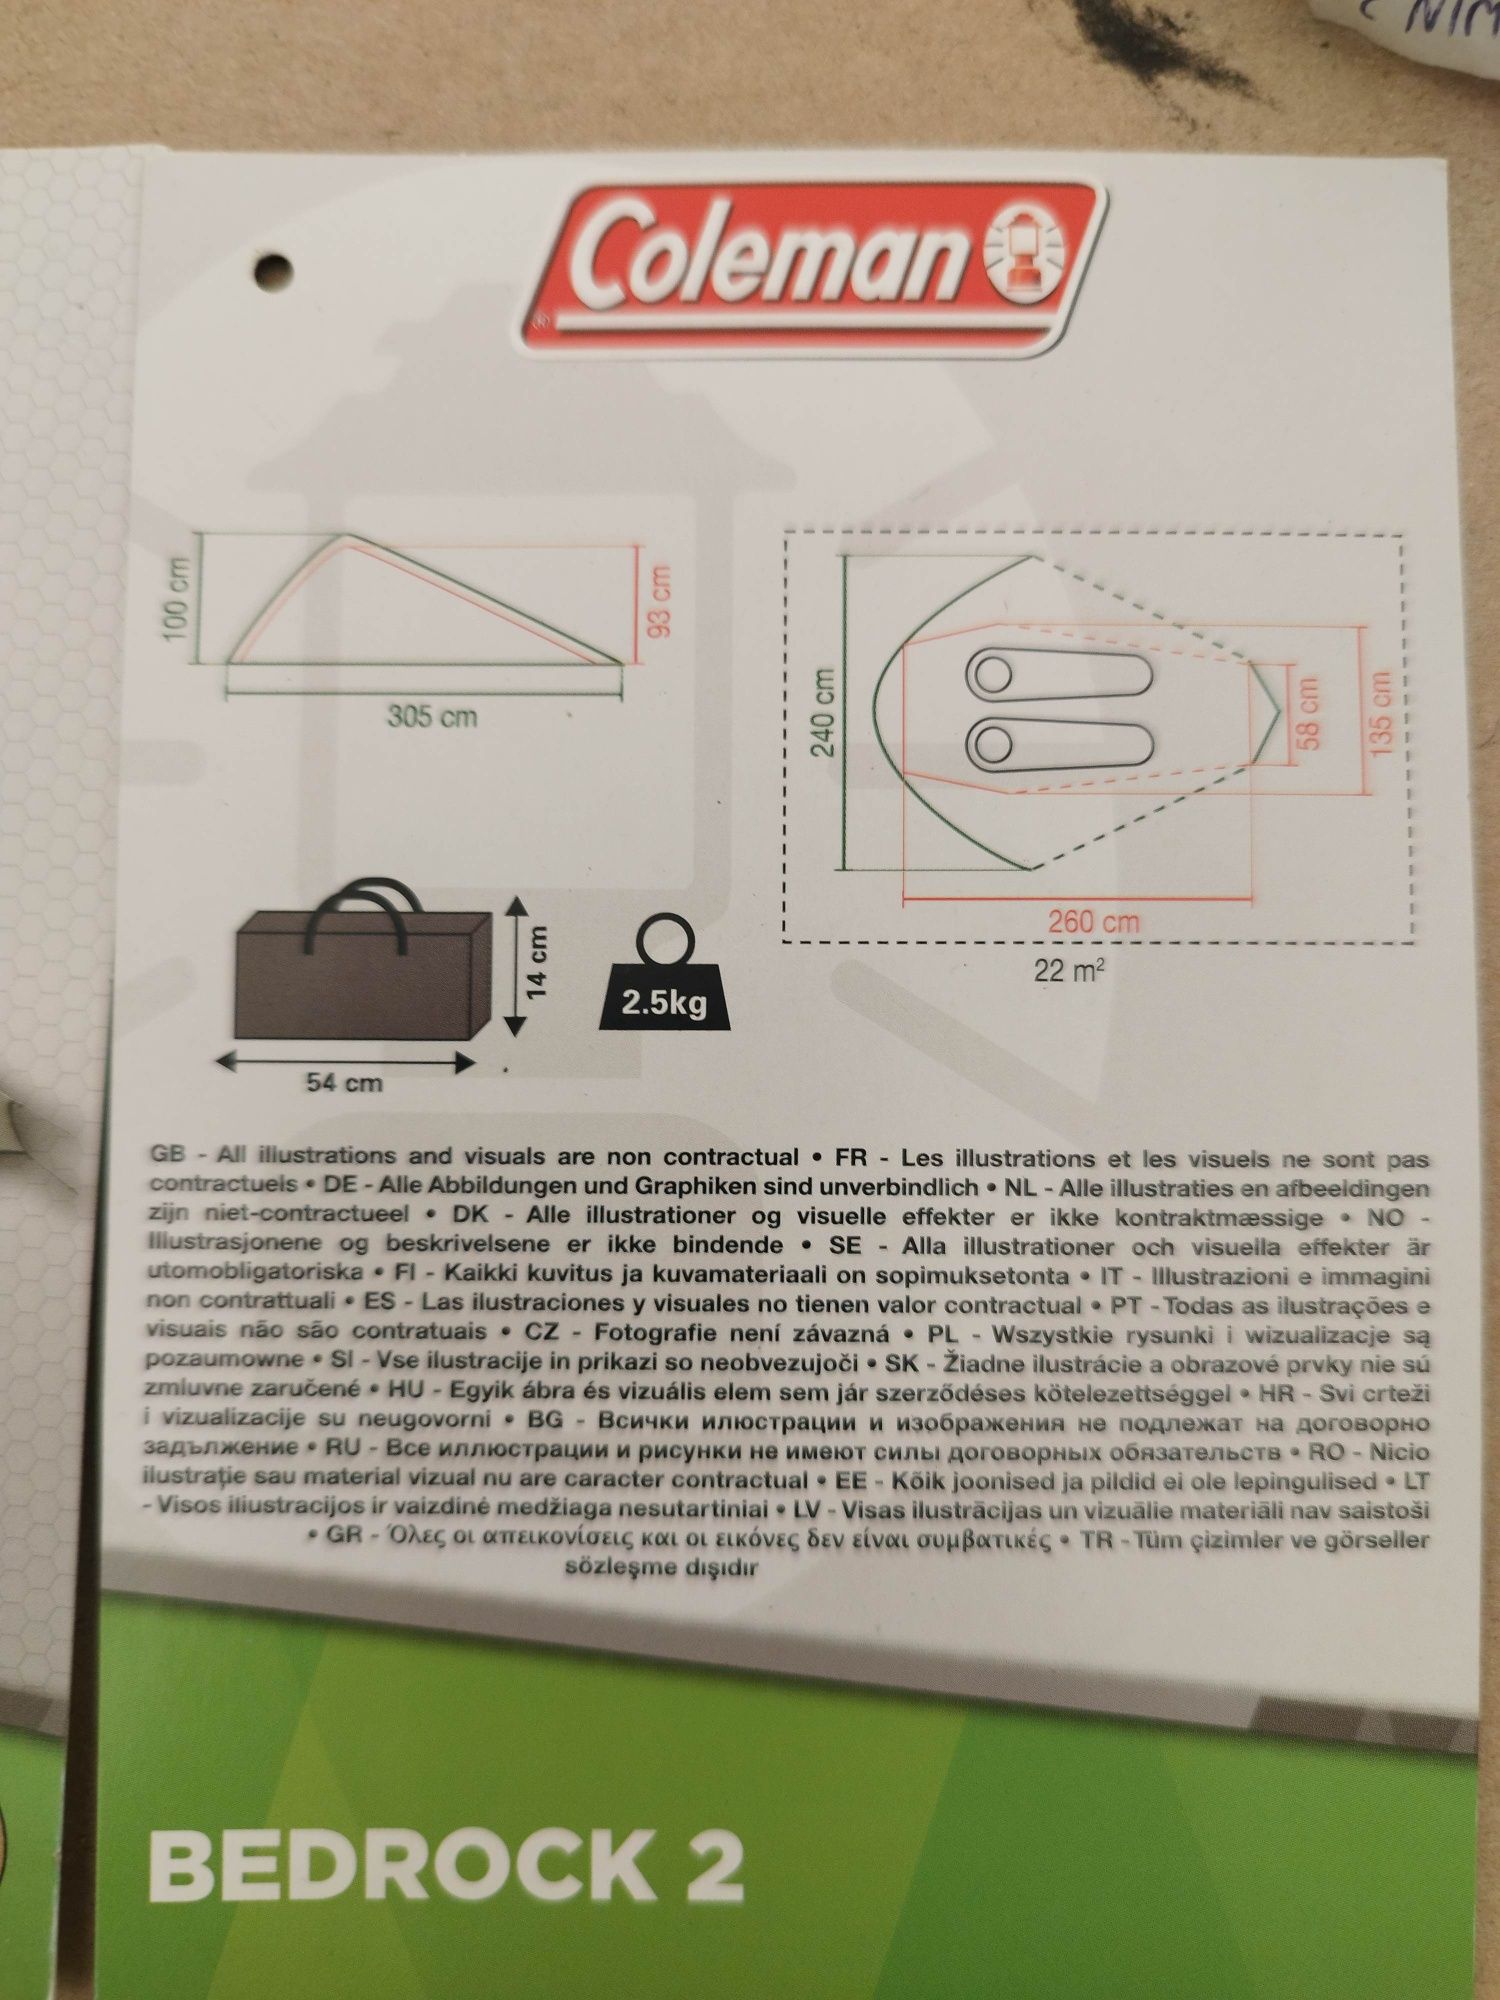 NIM
Coleman
®
100 cm
93 cm
305 cm
240 cm
58 cm
135 cm
260 cm
22 m²
14 cm
2.5kg
54 cm
GB - All illustrations and visuals are non contractual • FR - Les illustrations et les visuels ne sont pas
contractuels • DE - Alle Abbildungen und Graphiken sind unverbindlich • NL - Alle illustraties en afbeeldingen
zijn niet-contractueel • DK - Alle illustrationer og visuelle effekter er ikke kontraktmæssige • NO -
Illustrasjonene og beskrivelsene er ikke bindende • SE - Alla illustrationer och visuella effekter är
utomobligatoriska • FI - Kaikki kuvitus ja kuvamateriaali on sopimuksetonta • IT - Illustrazioni e immagini
non contrattuali • ES - Las ilustraciones y visuales no tienen valor contractual • PT - Todas as ilustrações e
visuais não são contratuais • CZ - Fotografie není závazná • PL - Wszystkie rysunki i wizualizacje są
pozaumowne • SI - Vse ilustracije in prikazi so neobvezujoči • SK - Žiadne ilustrácie a obrazové prvky nie sú
zmluvne zaručené • HU - Egyik ábra és vizuális elem sem jár szerződéses kötelezettséggel • HR - Svi crteži
i vizualizacije su neugovorni • BG - Всички илюстрации и изображения не подлежат на договорно
задължение • RU - Все иллюстрации и рисунки не имеют силы договорных обязательств • RO - Nicio
ilustrație sau material vizual nu are caracter contractual • EE - Kõik joonised ja pildid ei ole lepingulised • LT
- Visos iliustracijos ir vaizdinė medžiaga nesutartiniai • LV - Visas ilustrācijas un vizuālie materiāli nav saistoši
• GR - Όλες οι απεικονίσεις και οι εικόνες δεν είναι συμβατικές • TR - Tüm çizimler ve görseller
sözleşme dışıdır
BEDROCK 2